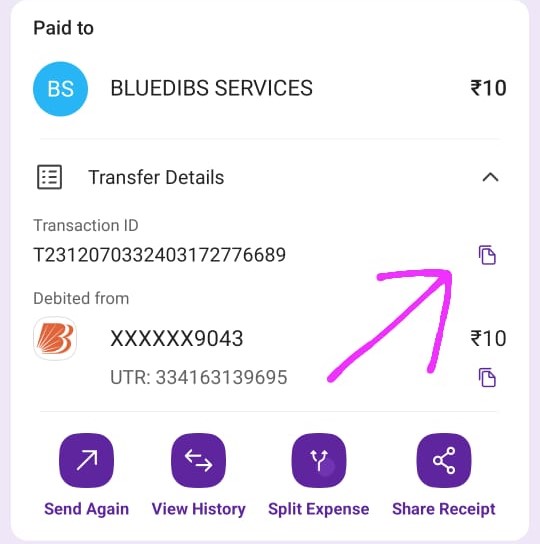 Paid to
BS BLUEDIBS SERVICES ₹10
Transfer Details
Transaction ID
T2312070332403172776689
Debited from
XXXXXX9043 ₹10
UTR: 334163139695
Send Again View History Split Expense Share Receipt